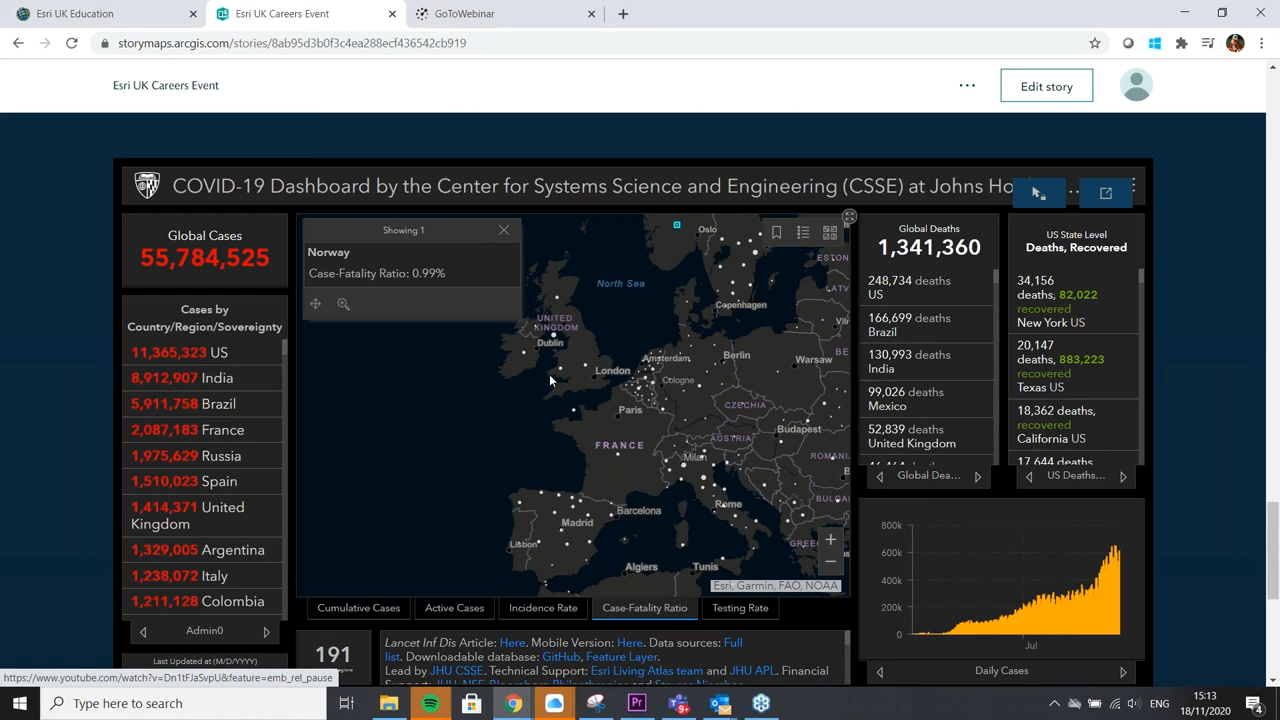 Esri UK Education
Esri UK Careers Event
GoToWebinar
storymaps.arcgis.com/stories/8ab95d3b0f3c4ea288ecf436542cb919
Esri UK Careers Event
Edit story
COVID-19 Dashboard by the Center for Systems Science and Engineering (CSSE) at Johns Ho
Global Cases
55,784,525
Cases by
Country/Region/Sovereignty
11,365,323 US
8,912,907 India
5,911,758 Brazil
2,087,183 France
1,975,629 Russia
1,510,023 Spain
1,414,371 United
Kingdom
1,329,005 Argentina
1,238,072 Italy
1,211,128 Colombia
Admin0
Last Updated at (M/D/YYYY)
Showing 1
Norway
Case-Fatality Ratio: 0.99%
Oslo
ESTON
North Sea
LATV
Copenhagen
Vil
UNITED
KINGDOM
Dublin
BE
Amsterdam
Berlin
Warsaw
London
Cologne
Paris
CZECHIA
Budapest
AUSTRIA
FRANCE
Milan
ROMANI
BULGA
Rome
Barcelona
Madrid
Lisbon
GREEC
Algiers
Tunis
Esri, Garmin, FAO, NOAA
Cumulative Cases
Active Cases
Incidence Rate
Case-Fatality Ratio
Testing Rate
191
Lancet Inf Dis Article: Here. Mobile Version: Here. Data sources: Full
list. Downloadable database: GitHub, Feature Layer.
Lead by JHU CSSE. Technical Support: Esri Living Atlas team and JHU APL. Financial
Global Deaths
1,341,360
248,734 deaths
US
166,699 deaths
Brazil
130,993 deaths
India
99,026 deaths
Mexico
52,839 deaths
United Kingdom
Global Dea...
US State Level
Deaths, Recovered
34,156
deaths, 82,022
recovered
New York US
20,147
deaths, 883,223
recovered
Texas US
18,362 deaths,
recovered
California US
17,644 deaths,
US Deaths...
800k
600k
400k
200k
0
Jul
Daily Cases
https://www.youtube.com/watch?v=Dn1tFJaSvpU&feature=emb_rel_pause
Type here to search
ENG
15:13
18/11/2020